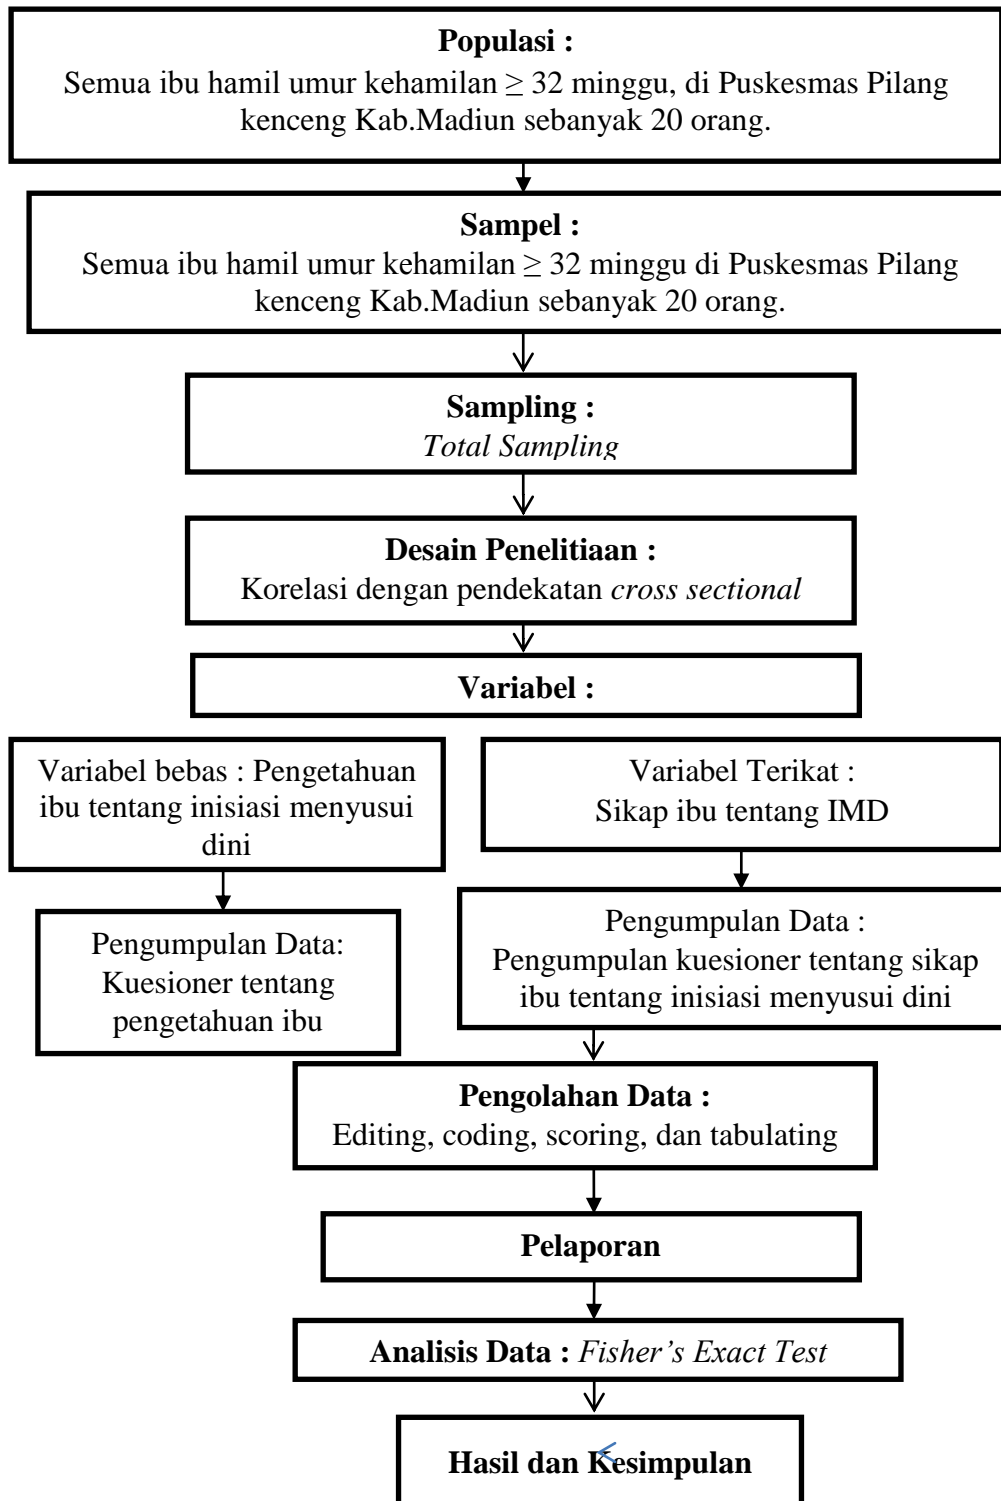 Populasi :
Semua ibu hamil umur kehamilan ≥ 32 minggu, di Puskesmas Pilang
kenceng Kab.Madiun sebanyak 20 orang.
Sampel :
Semua ibu hamil umur kehamilan ≥ 32 minggu di Puskesmas Pilang
kenceng Kab.Madiun sebanyak 20 orang.
Sampling :
Total Sampling
Desain Penelitiaan :
Korelasi dengan pendekatan cross sectional
Variabel :
Variabel bebas : Pengetahuan
ibu tentang inisiasi menyusui
dini
Variabel Terikat :
Sikap ibu tentang IMD
Pengumpulan Data:
Kuesioner tentang
pengetahuan ibu
Pengumpulan Data :
Pengumpulan kuesioner tentang sikap
ibu tentang inisiasi menyusui dini
Pengolahan Data :
Editing, coding, scoring, dan tabulating
Pelaporan
Analisis Data : Fisher's Exact Test
Hasil dan Kesimpulan